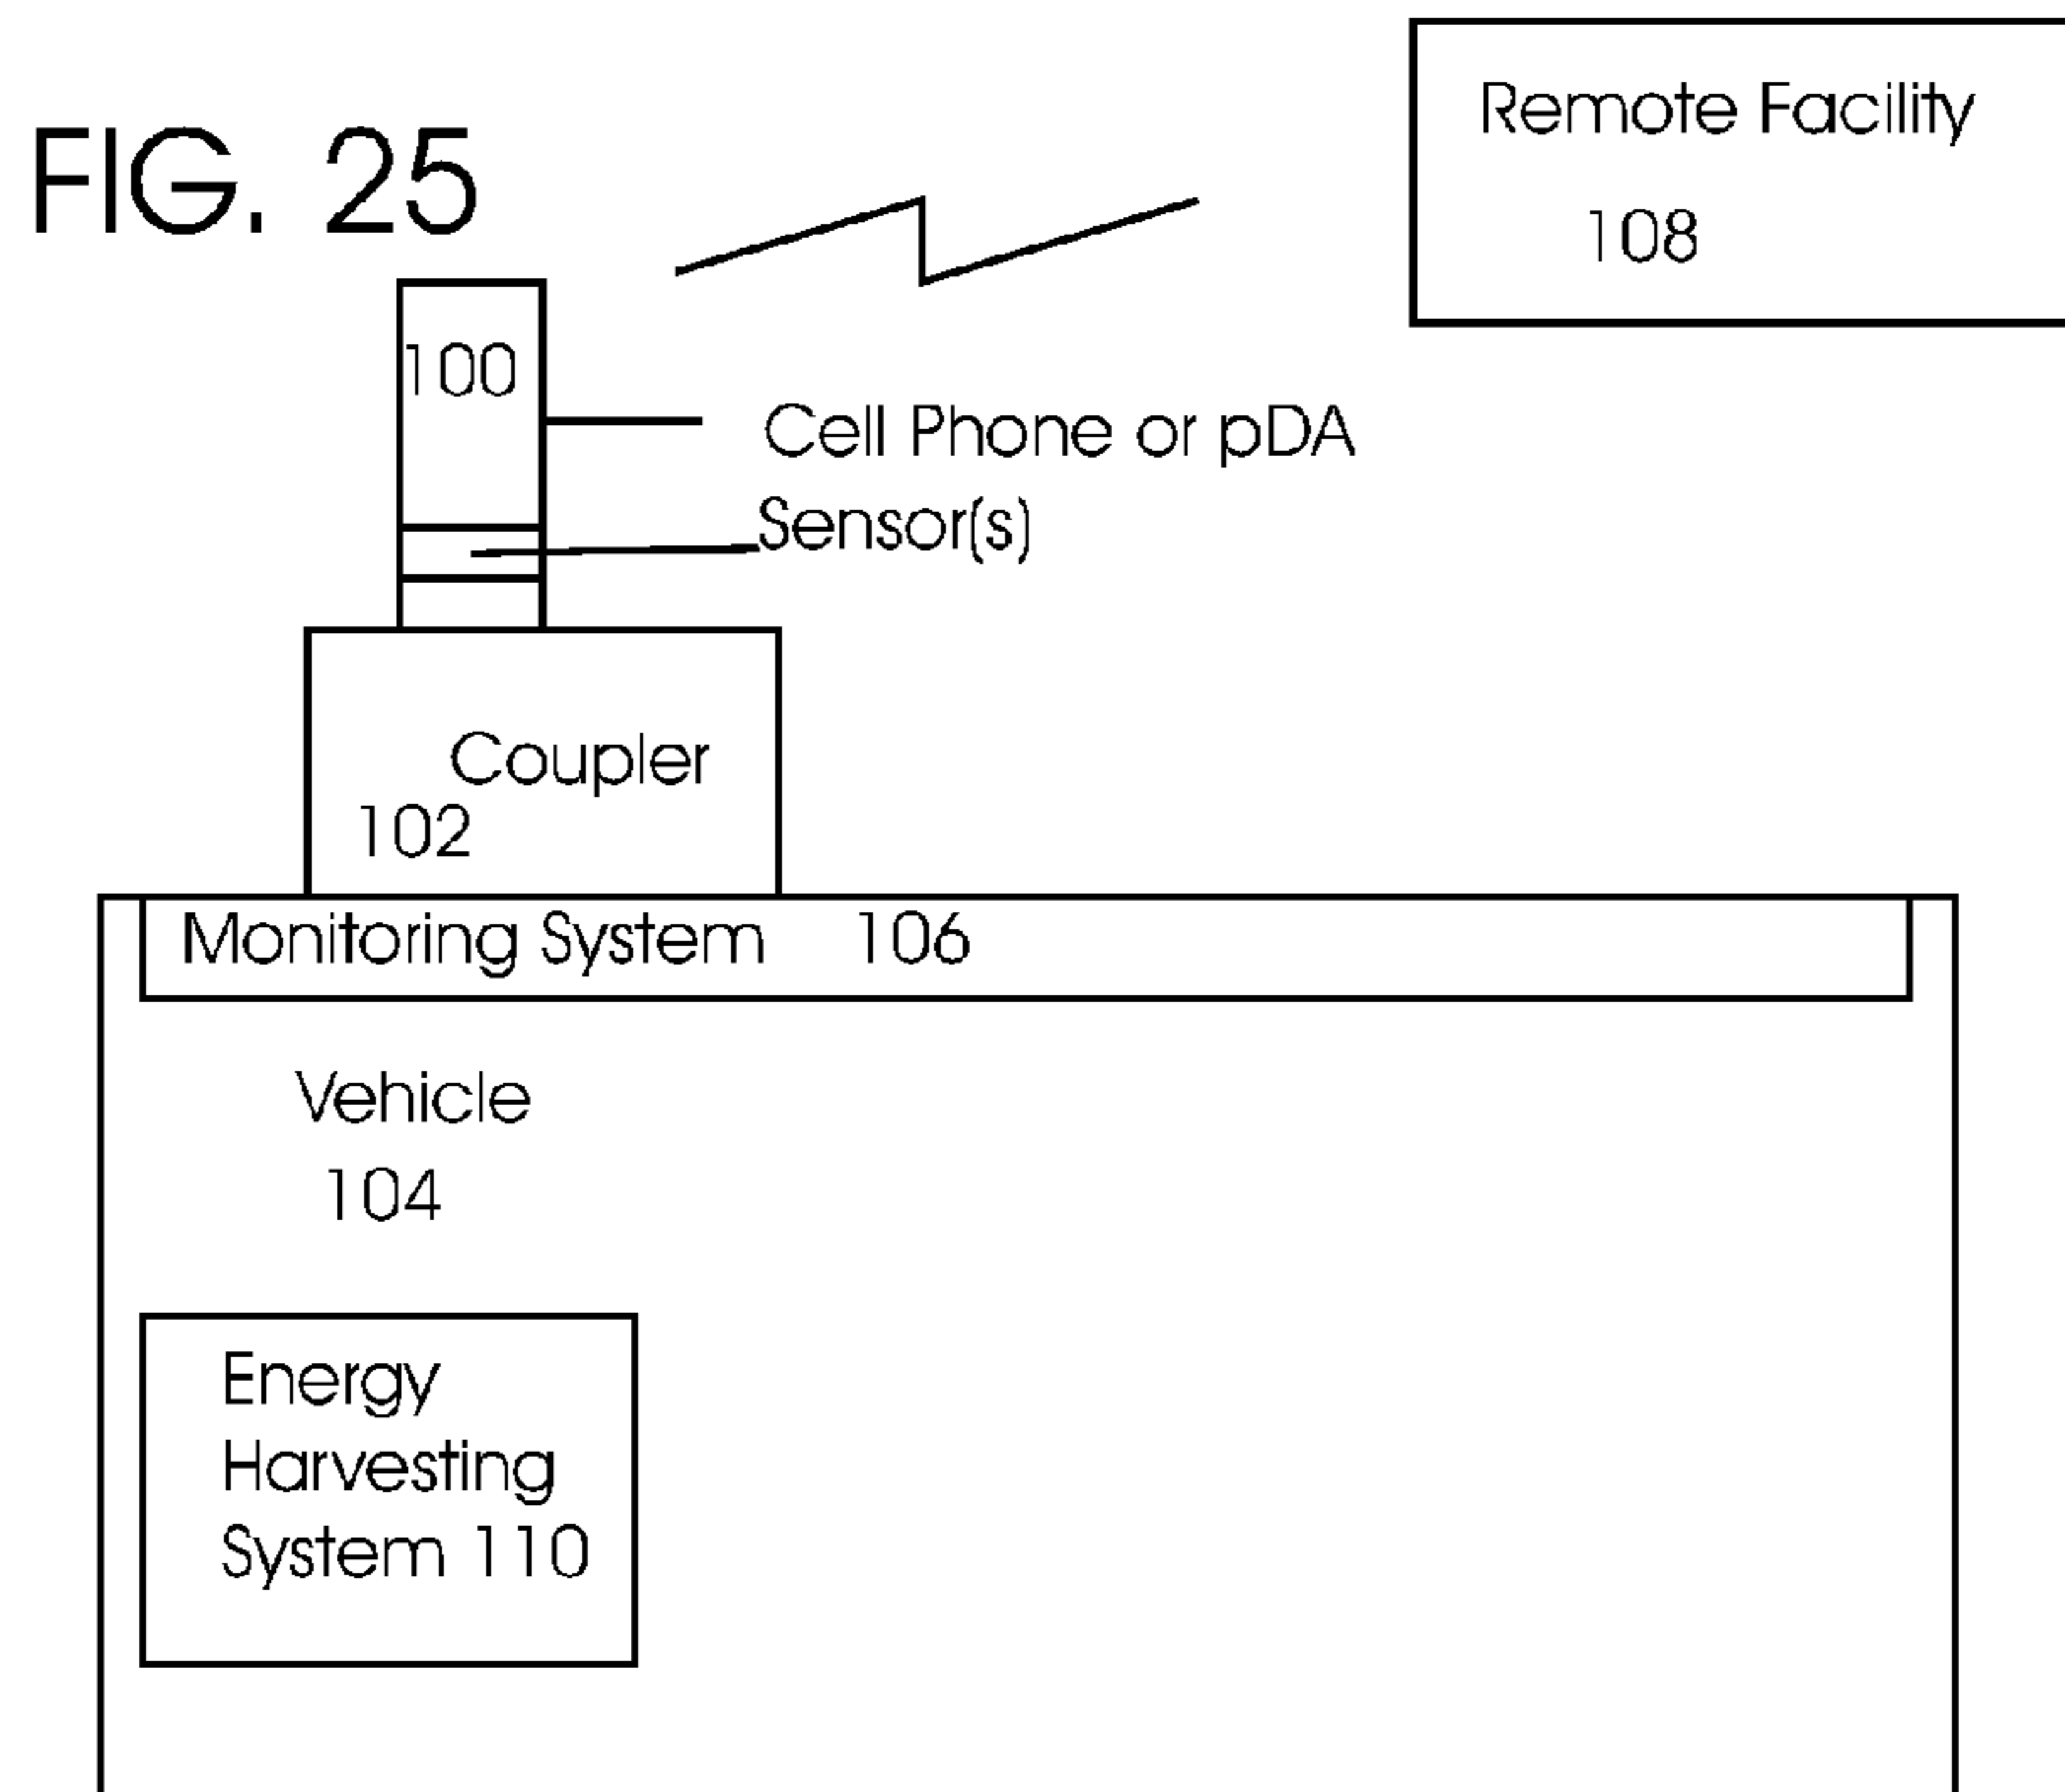 FIG. 25
Remote Facility
108
100
Cell Phone or pDA
Sensor(s)
Coupler
102
Monitoring System 106
Vehicle
104
Energy
Harvesting
System 110